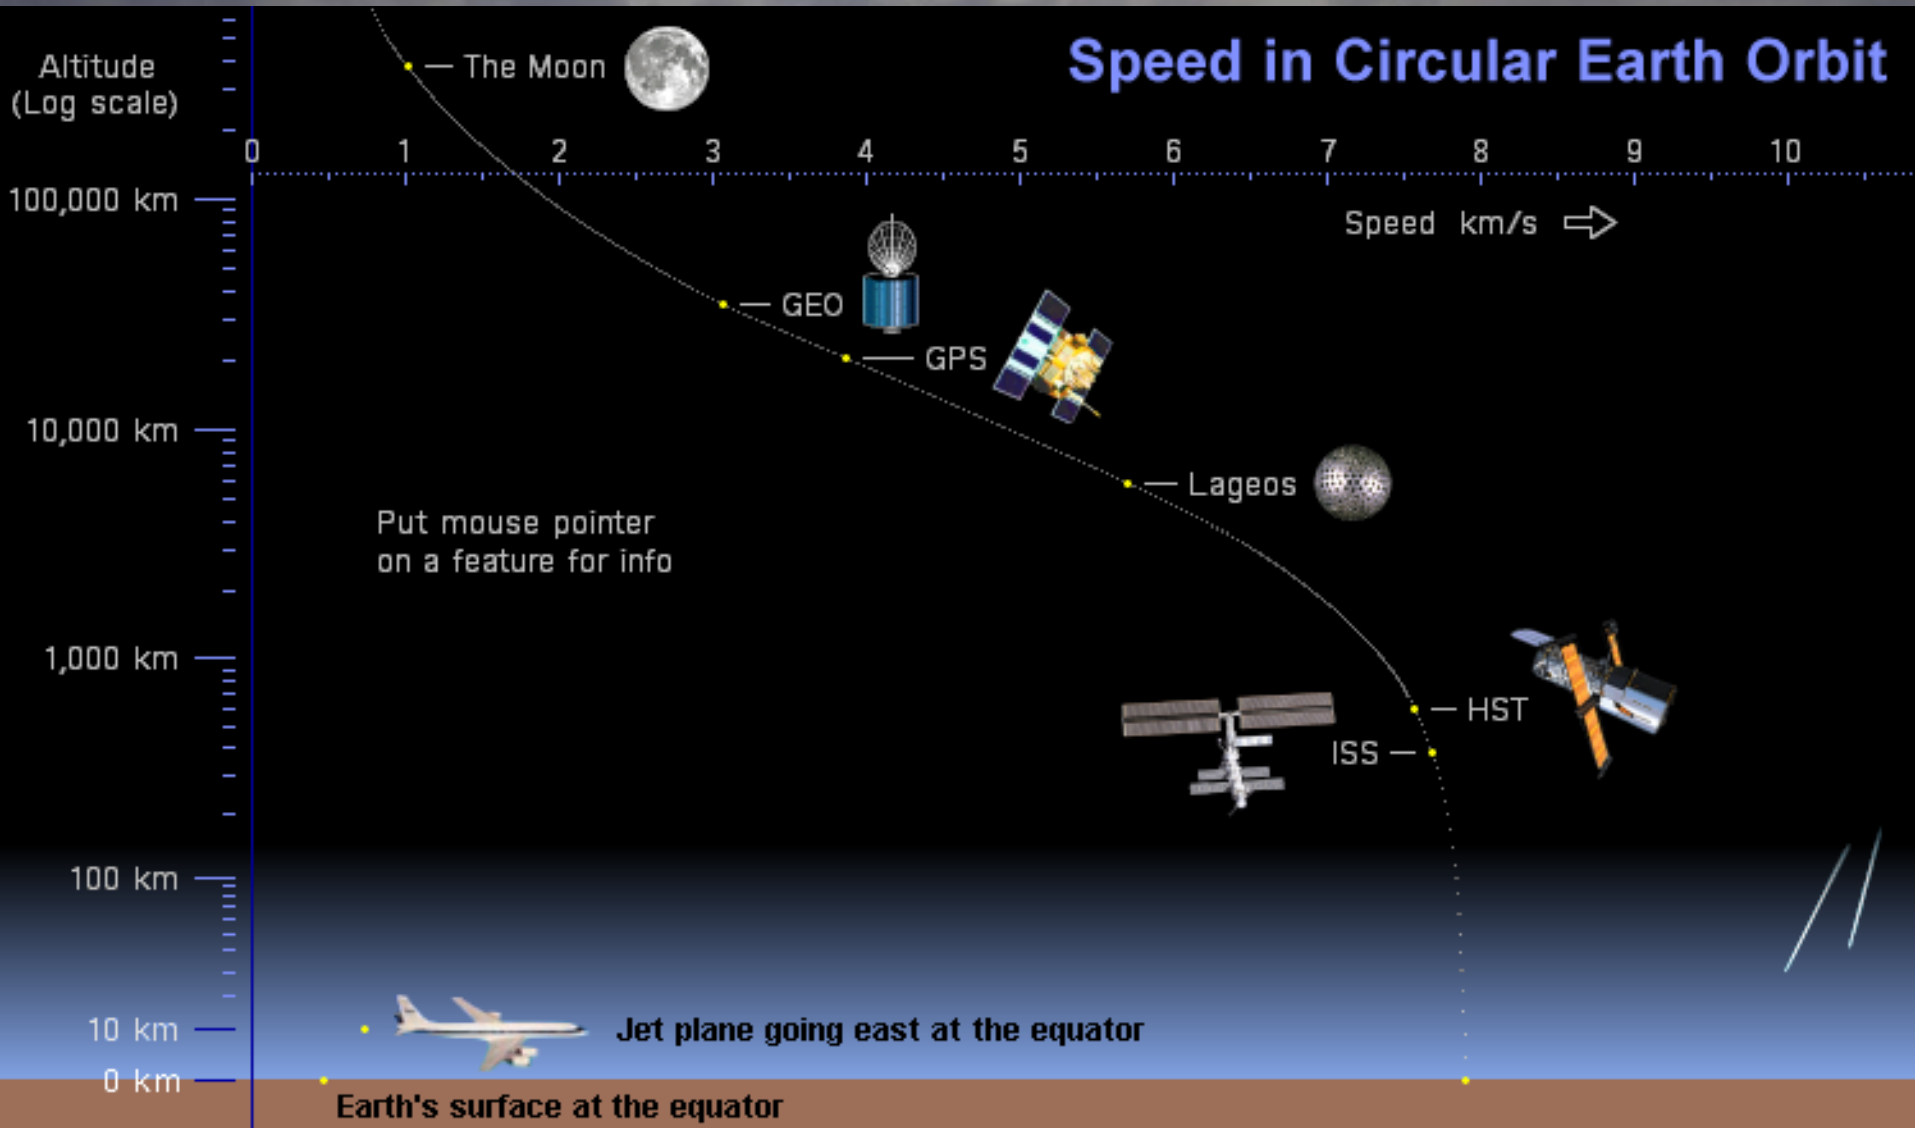 Speed in Circular Earth Orbit
Altitude
(Log scale)
The Moon
0 1 2 3 4 5 6 7 8 9 10
100,000 km
Speed km/s
GEO
GPS
10,000 km
Lageos
Put mouse pointer
on a feature for info
1,000 km
HST
ISS
100 km
10 km
Jet plane going east at the equator
0 km
Earth's surface at the equator